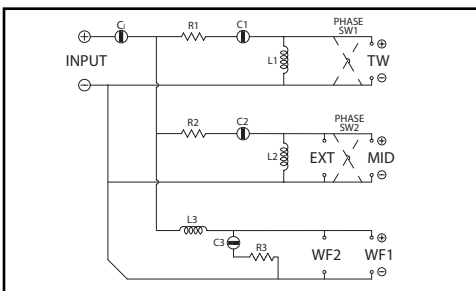 Ci R1 C1 PHASE
SW1
+ +
INPUT L1 TW
− −
R2 C2 PHASE
SW2
+
L2 EXT MID
−
L3
C3 R3 +
WF2 WF1
−